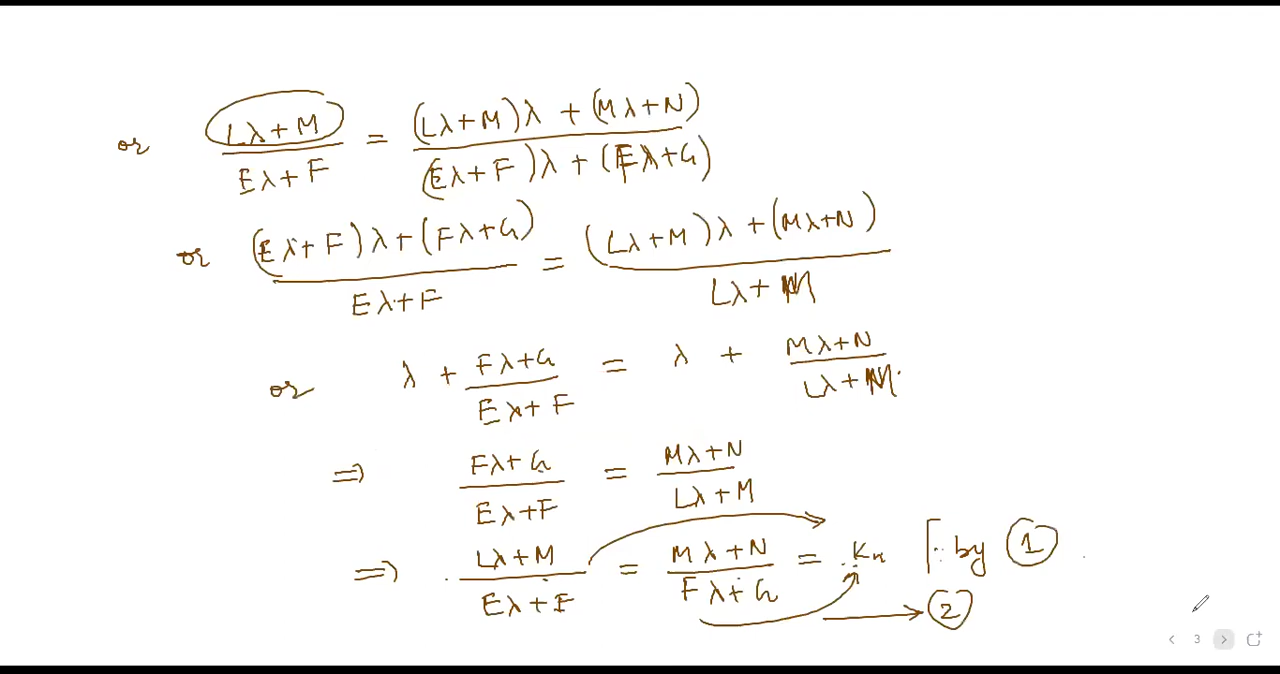 or (Lλ+M)/(Eλ+F) = ((Lλ+M)λ + (Mλ+N))/((Eλ+F)λ + (Fλ+G))
or ((Eλ+F)λ+(Fλ+G))/(Eλ+F) = ((Lλ+M)λ+(Mλ+N))/(Lλ+M)
or λ + (Fλ+G)/(Eλ+F) = λ + (Mλ+N)/(Lλ+M)
⇒ (Fλ+G)/(Eλ+F) = (Mλ+N)/(Lλ+M)
⇒ (Lλ+M)/(Eλ+F) = (Mλ+N)/(Fλ+G) = Kn [∵ by ①
→ ②
3